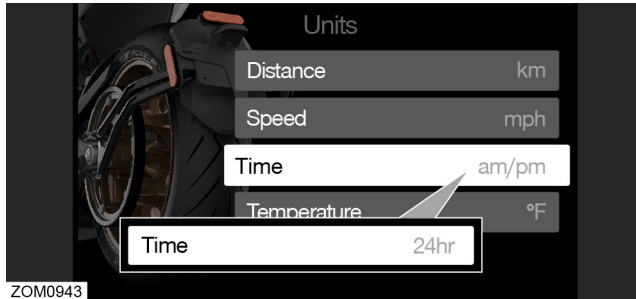 Units
Distance km
Speed mph
Time am/pm
Temperature °F
Time 24hr
ZOM0943